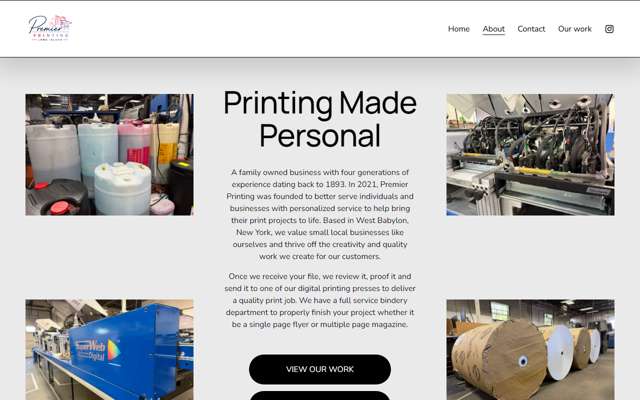 Premier
PRINTING
LONG ISLAND
Home
About
Contact
Our work
Printing Made
Personal
A family owned business with four generations of
experience dating back to 1893. In 2021, Premier
Printing was founded to better serve individuals and
businesses with personalized service to help bring
their print projects to life. Based in West Babylon,
New York, we value small local businesses like
ourselves and thrive off the creativity and quality
work we create for our customers.
Once we receive your file, we review it, proof it and
send it to one of our digital printing presses to deliver
a quality print job. We have a full service bindery
department to properly finish your project whether it
be a single page flyer or multiple page magazine.
SuperWeb
Digital
VIEW OUR WORK